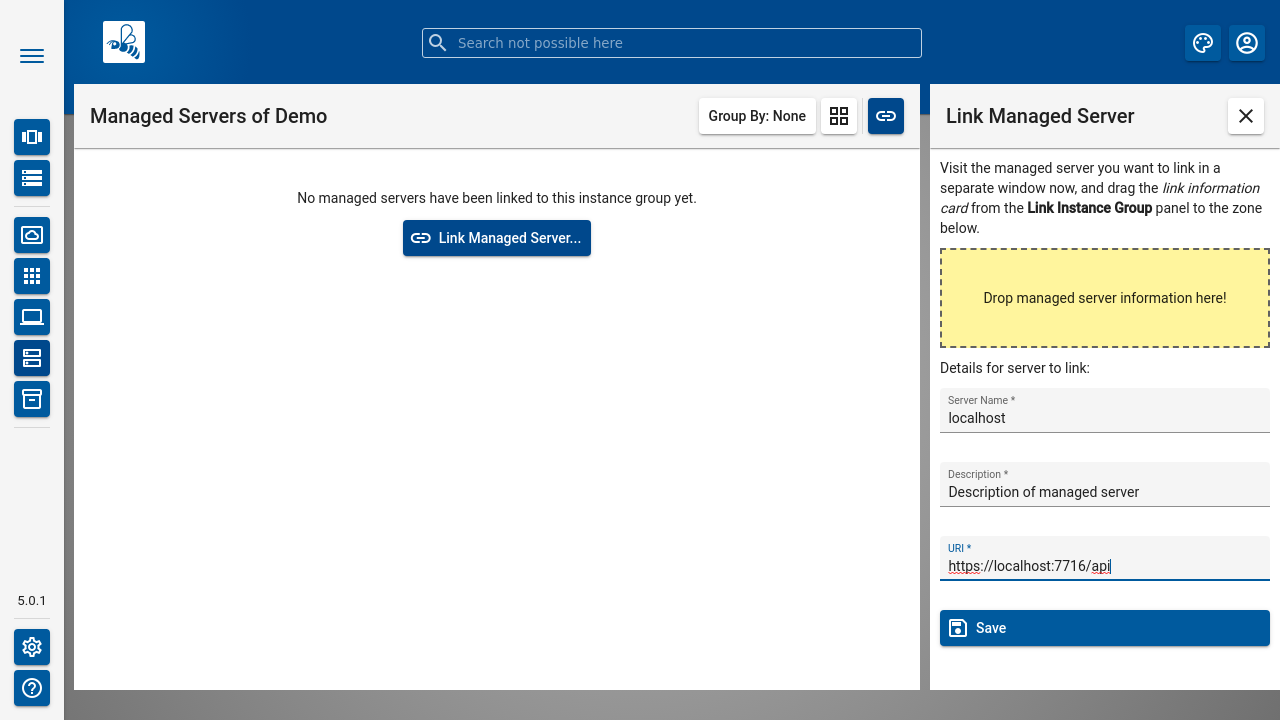 Search not possible here
Managed Servers of Demo
Group By: None
Link Managed Server
No managed servers have been linked to this instance group yet.
Link Managed Server...
Visit the managed server you want to link in a
separate window now, and drag the link information
card from the Link Instance Group panel to the zone
below.
Drop managed server information here!
Details for server to link:
Server Name *
localhost
Description *
Description of managed server
URI *
https://localhost:7716/api
Save
5.0.1